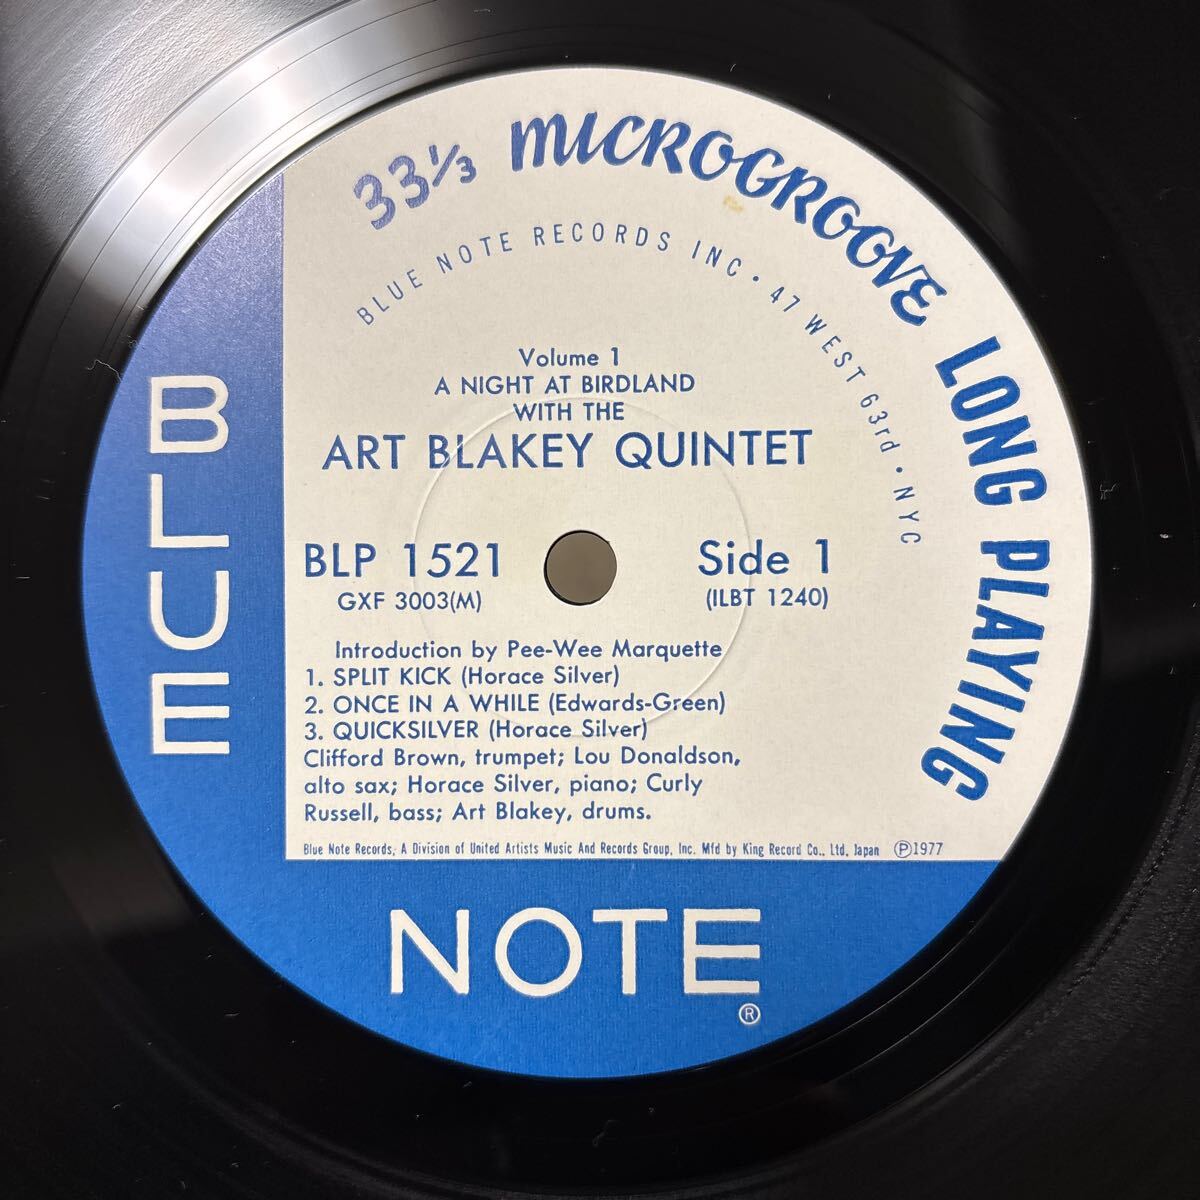 33⅓ MICROGROOVE LONG PLAYING
BLUE NOTE RECORDS INC • 47 WEST 63rd • NYC
Volume 1
A NIGHT AT BIRDLAND
WITH THE
ART BLAKEY QUINTET
BLP 1521
GXF 3003(M)
Side 1
(ILBT 1240)
Introduction by Pee-Wee Marquette
1. SPLIT KICK (Horace Silver)
2. ONCE IN A WHILE (Edwards-Green)
3. QUICKSILVER (Horace Silver)
Clifford Brown, trumpet; Lou Donaldson,
alto sax; Horace Silver, piano; Curly
Russell, bass; Art Blakey, drums.
Blue Note Records, A Division of United Artists Music And Records Group, Inc. Mfd by King Record Co., Ltd, Japan ℗1977
BLUE
NOTE
®